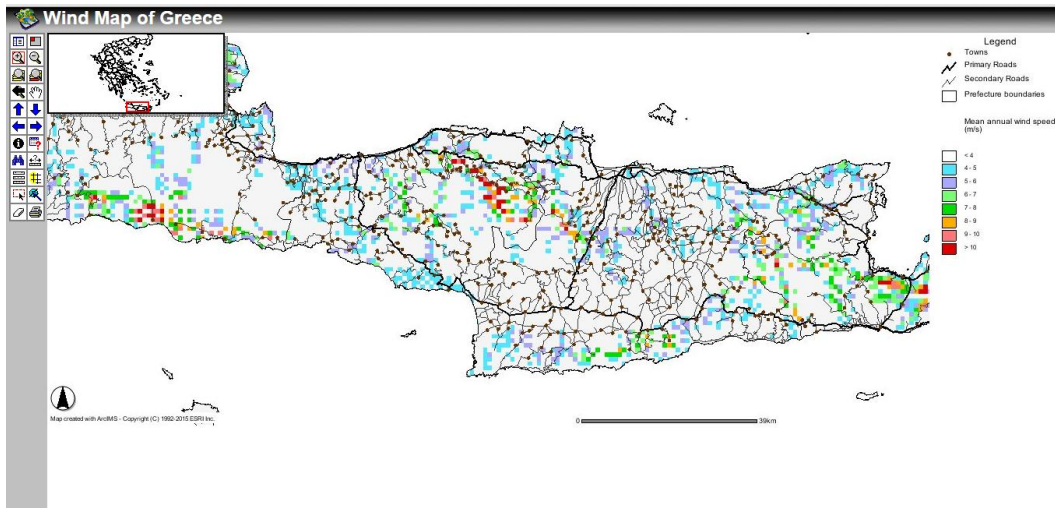 Wind Map of Greece
Legend
Towns
Primary Roads
Secondary Roads
Prefecture boundaries
Mean annual wind speed
(m/s)
< 4
4 - 5
5 - 6
6 - 7
7 - 8
8 - 9
9 - 10
> 10
Map created with ArcIMS - Copyright (C) 1992-2015 ESRI Inc.
0 39km